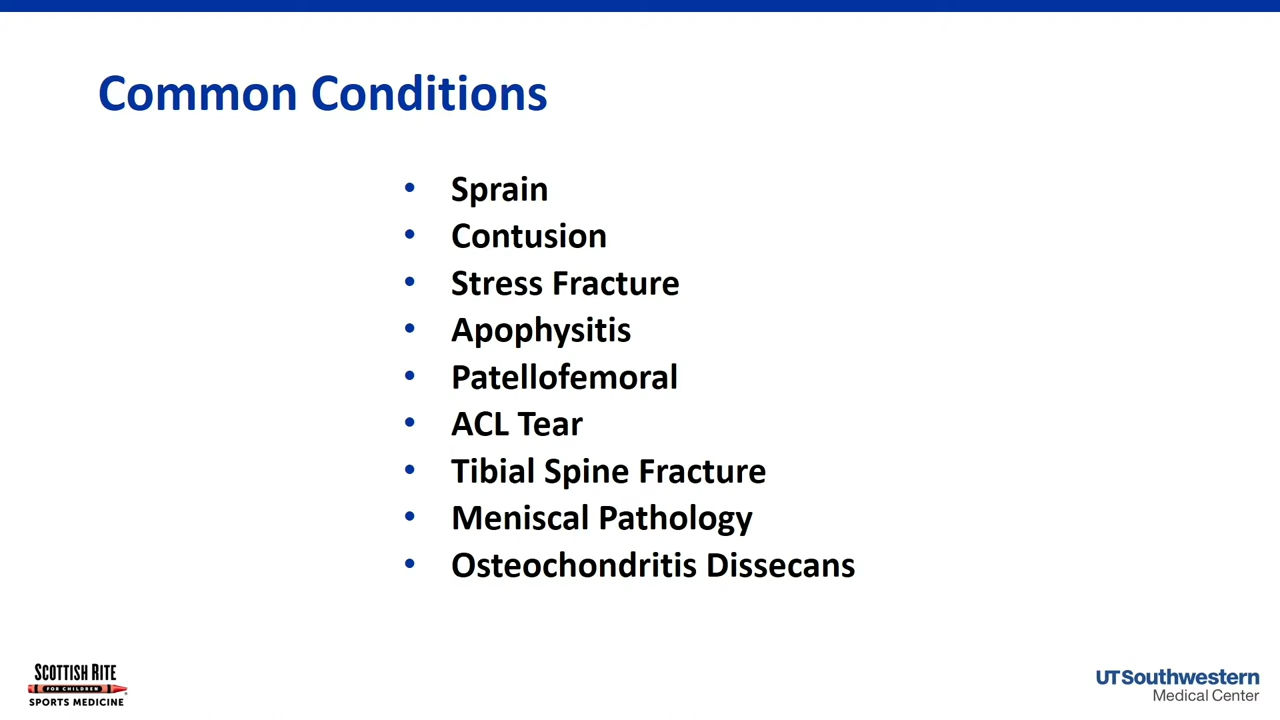 Common Conditions
• Sprain
• Contusion
• Stress Fracture
• Apophysitis
• Patellofemoral
• ACL Tear
• Tibial Spine Fracture
• Meniscal Pathology
• Osteochondritis Dissecans
SCOTTISH RITE
FOR CHILDREN
SPORTS MEDICINE
UT Southwestern
Medical Center